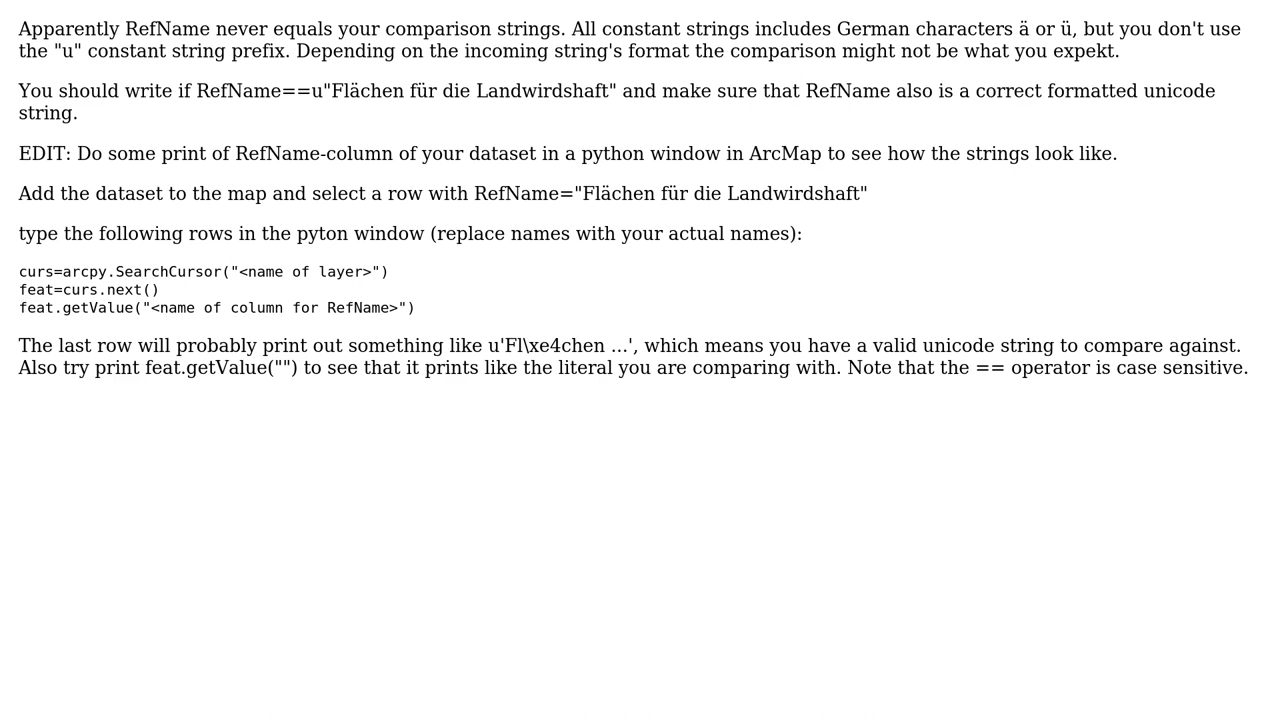 Apparently RefName never equals your comparison strings. All constant strings includes German characters ä or ü, but you don't use
the "u" constant string prefix. Depending on the incoming string's format the comparison might not be what you expekt.
You should write if RefName==u"Flächen für die Landwirdshaft" and make sure that RefName also is a correct formatted unicode
string.
EDIT: Do some print of RefName-column of your dataset in a python window in ArcMap to see how the strings look like.
Add the dataset to the map and select a row with RefName="Flächen für die Landwirdshaft"
type the following rows in the pyton window (replace names with your actual names):
curs=arcpy.SearchCursor("<name of layer>")
feat=curs.next()
feat.getValue("<name of column for RefName>")
The last row will probably print out something like u'Fl\xe4chen ...', which means you have a valid unicode string to compare against.
Also try print feat.getValue("") to see that it prints like the literal you are comparing with. Note that the == operator is case sensitive.